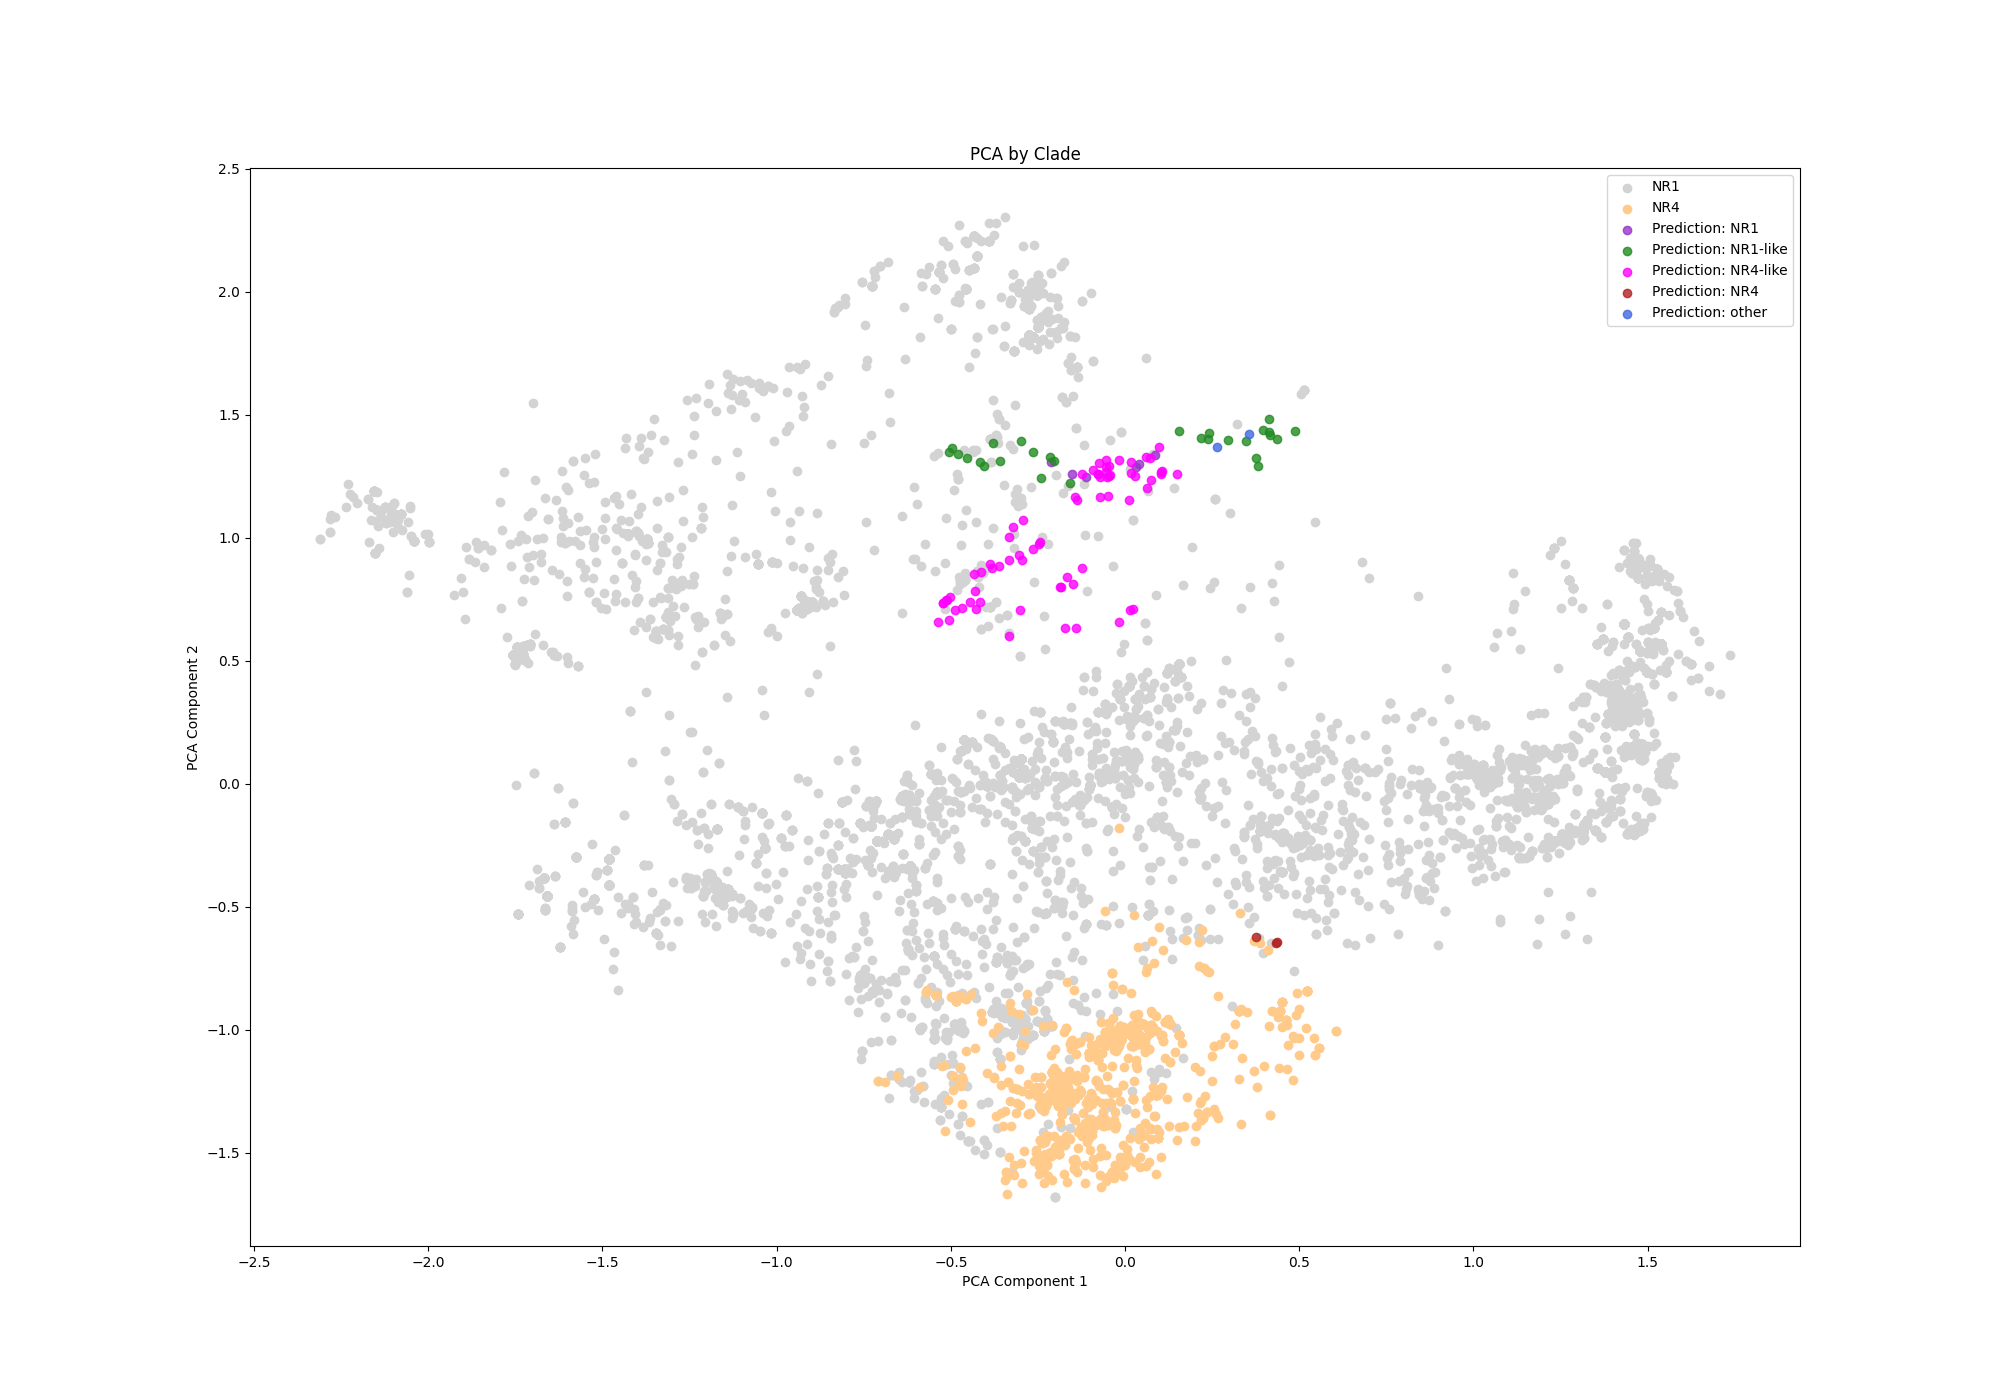 PCA by Clade
2.5
2.0
1.5
1.0
0.5
0.0
−0.5
−1.0
−1.5
PCA Component 2
NR1
NR4
Prediction: NR1
Prediction: NR1-like
Prediction: NR4-like
Prediction: NR4
Prediction: other
−2.5 −2.0 −1.5 −1.0 −0.5 0.0 0.5 1.0 1.5
PCA Component 1